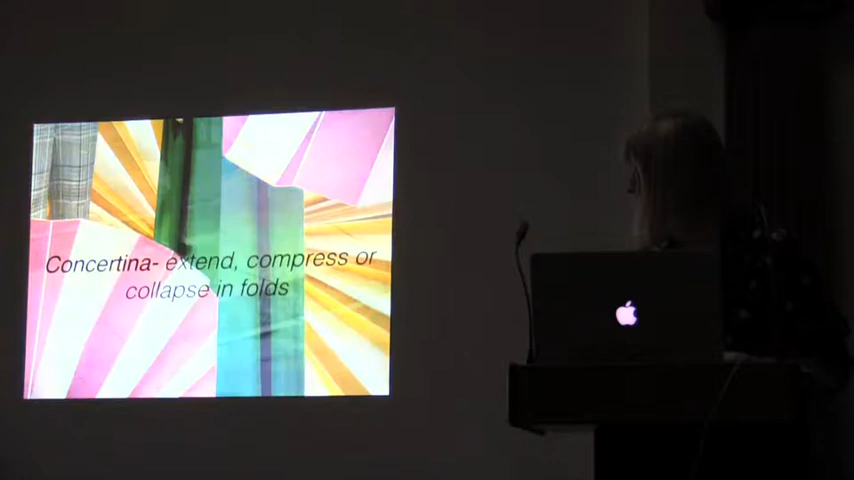 Concertina- extend, compress or
collapse in folds